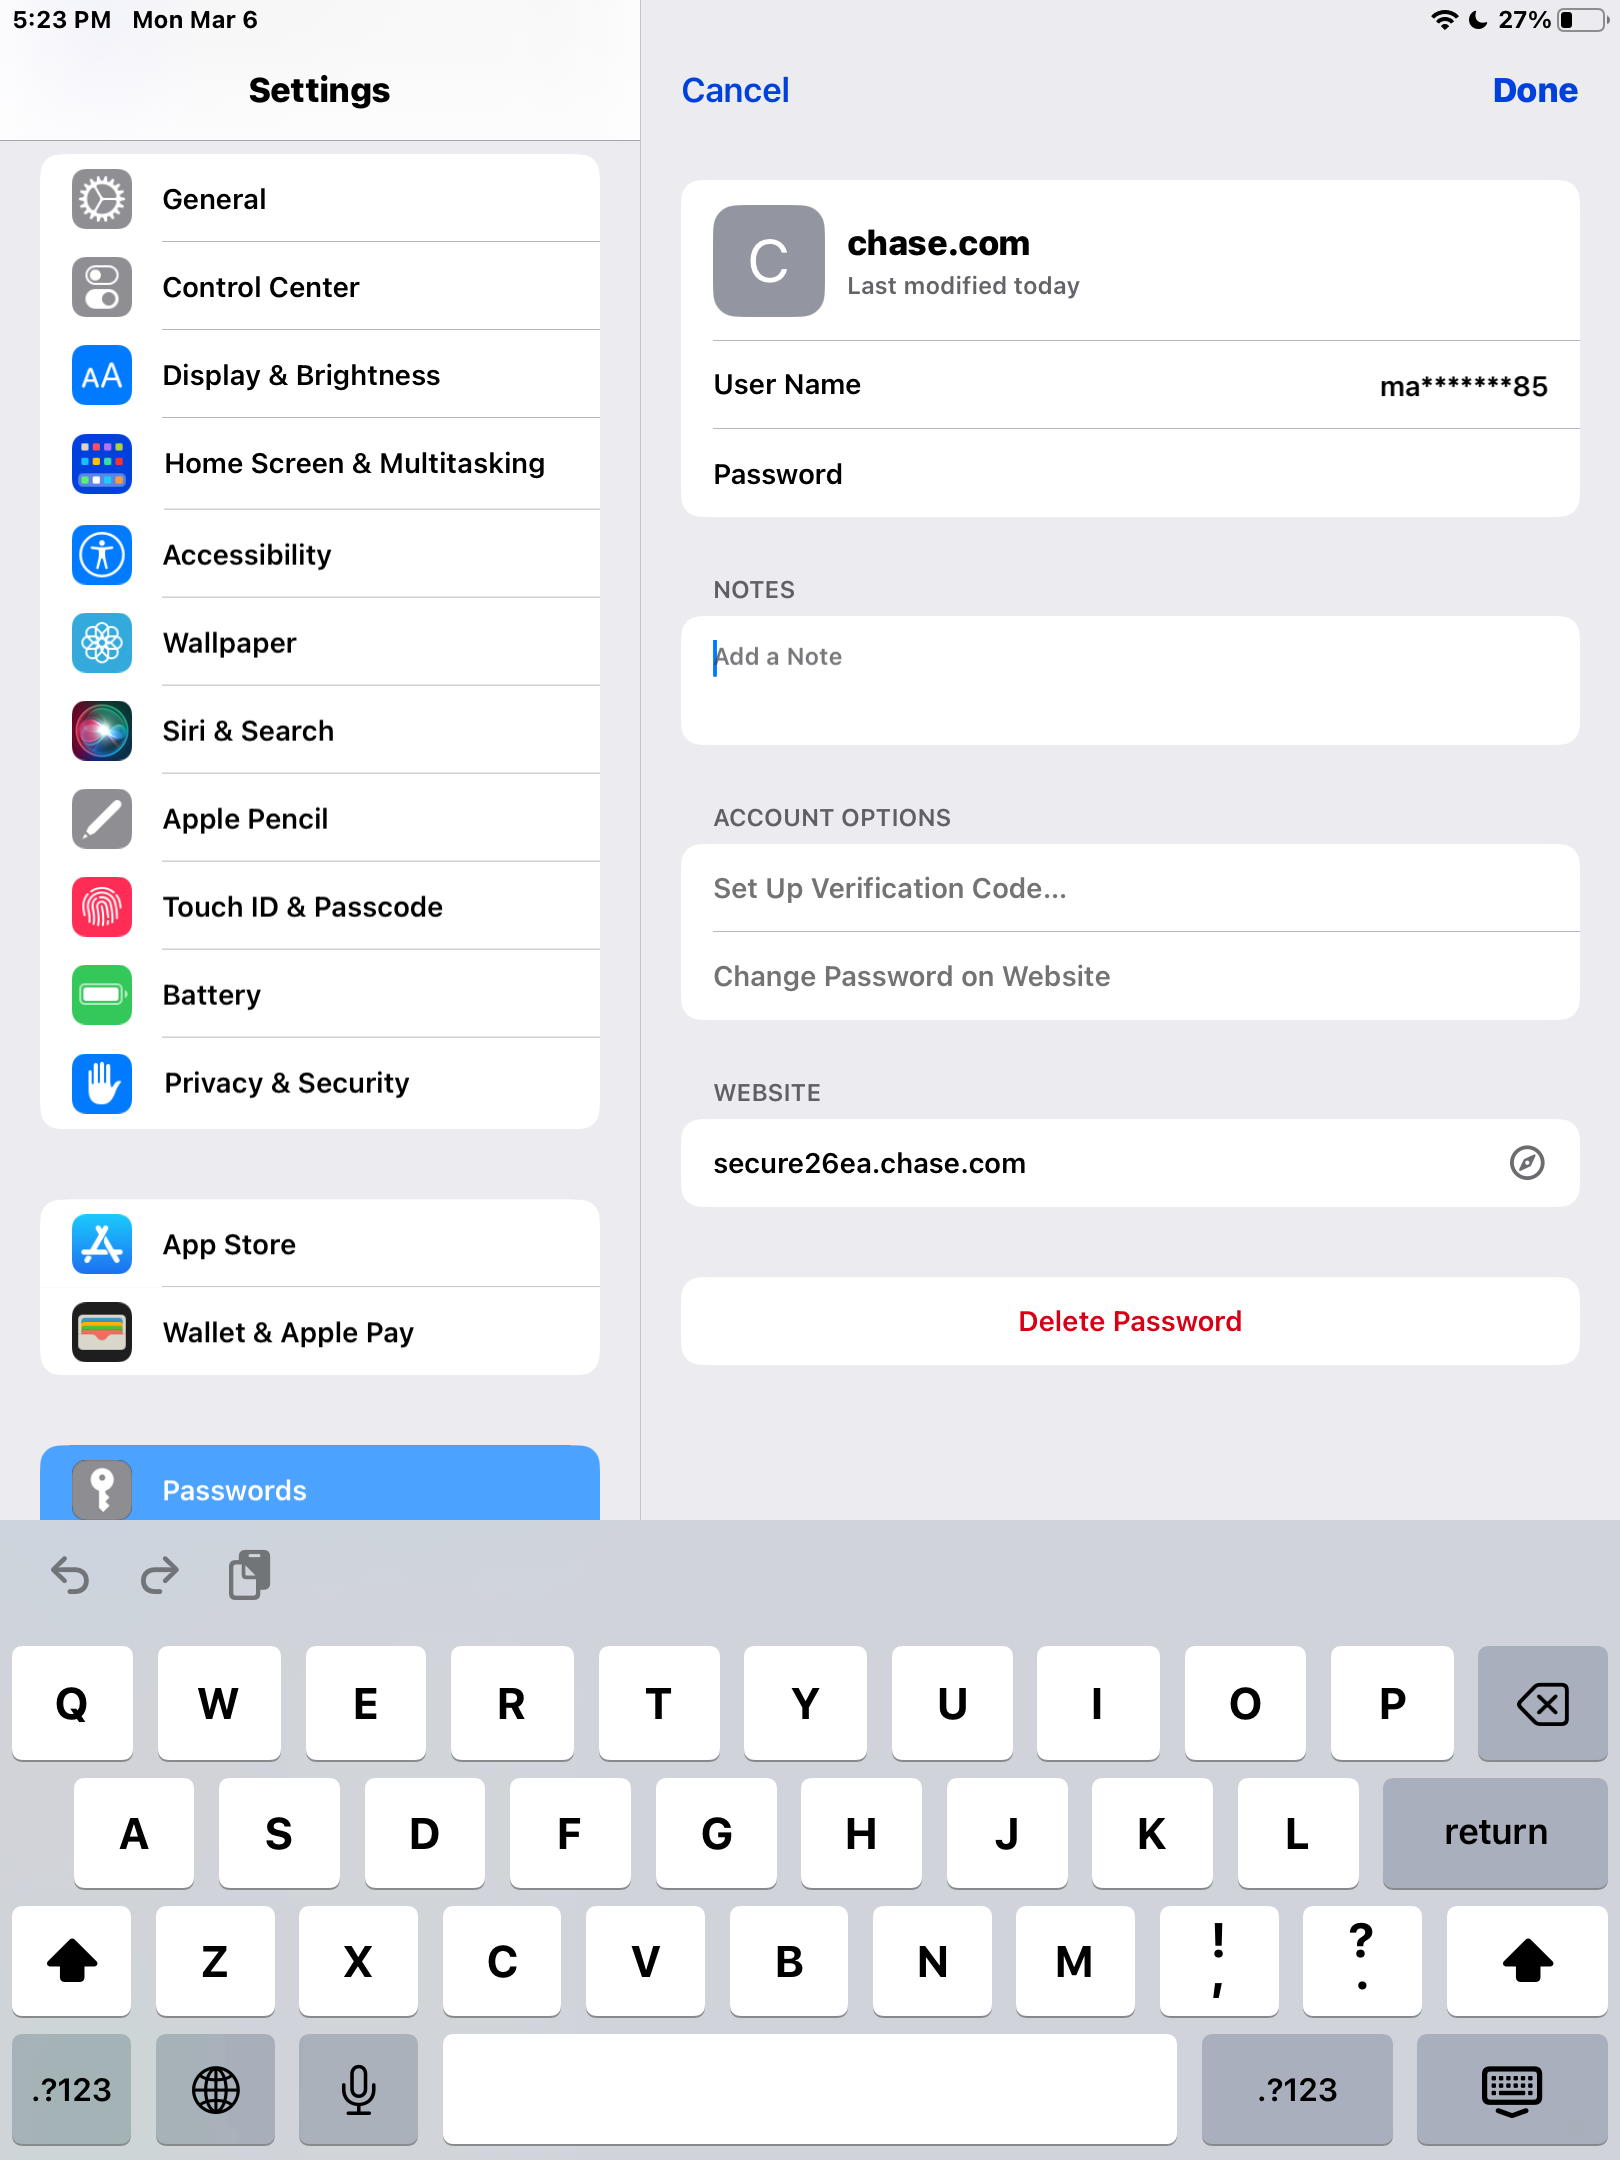 5:23 PM Mon Mar 6
27%
Settings
General
Control Center
AA
Display & Brightness
Home Screen & Multitasking
Accessibility
Wallpaper
Siri & Search
Apple Pencil
Touch ID & Passcode
Battery
Privacy & Security
App Store
Wallet & Apple Pay
Passwords
Cancel
Done
C
chase.com
Last modified today
User Name
ma*******85
Password
NOTES
Add a Note
ACCOUNT OPTIONS
Set Up Verification Code...
Change Password on Website
WEBSITE
secure26ea.chase.com
Delete Password
Q W E R T Y U I O P
A S D F G H J K L return
Z X C V B N M ! , ? .
.?123 .?123